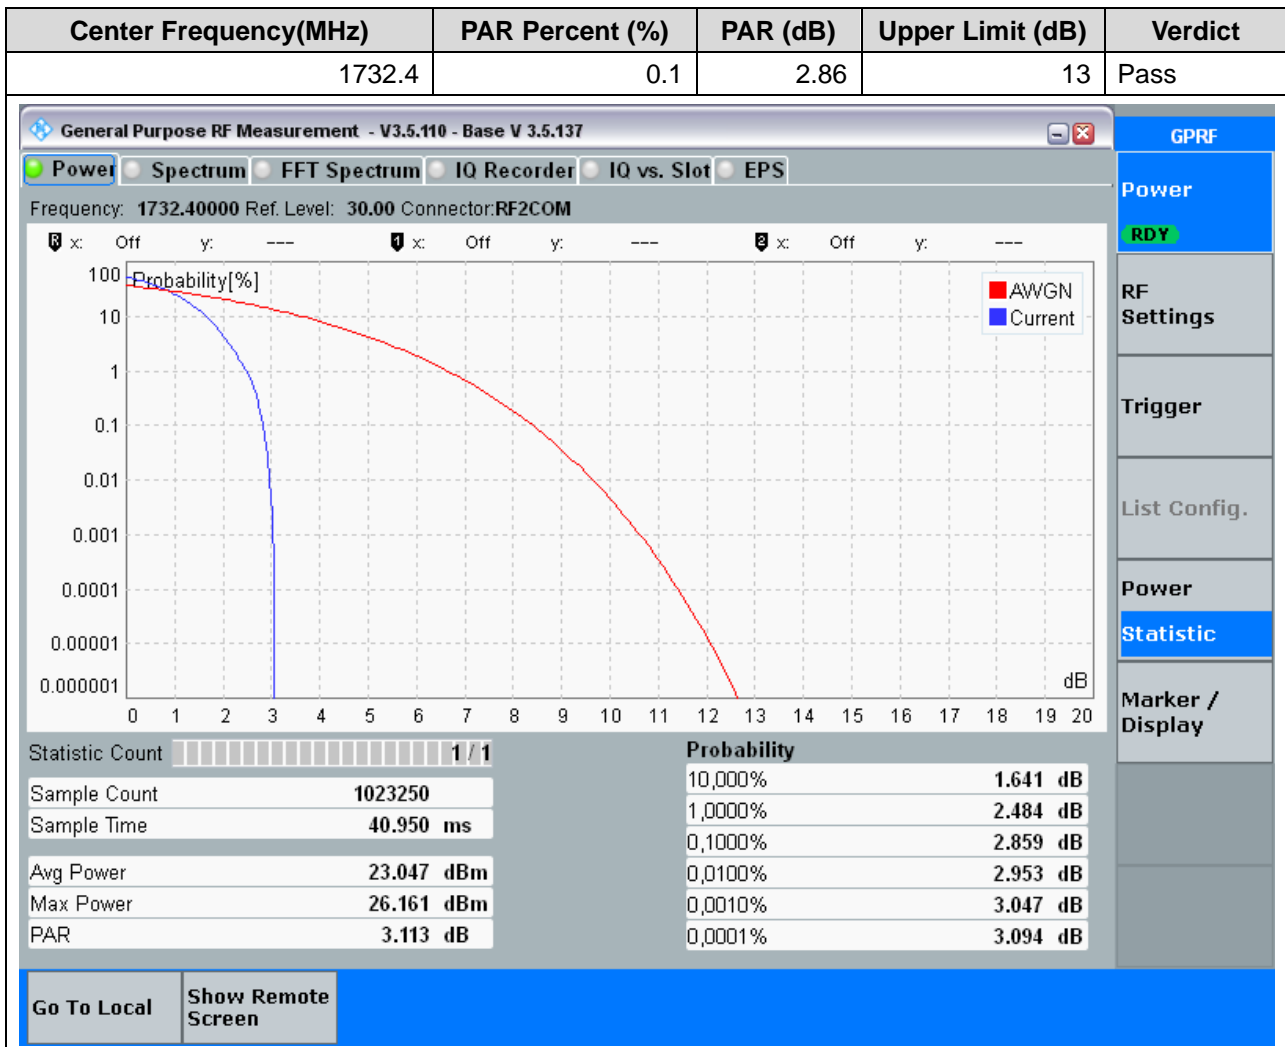 Center Frequency(MHz) PAR Percent (%) PAR (dB) Upper Limit (dB) Verdict
1732.4 0.1 2.86 13 Pass
General Purpose RF Measurement - V3.5.110 - Base V 3.5.137
GPRF
Power Spectrum FFT Spectrum IQ Recorder IQ vs. Slot EPS
Power
RDY
Frequency: 1732.40000 Ref. Level: 30.00 Connector:RF2COM
R x: Off y: --- 1 x: Off y: --- 2 x: Off y: ---
Probability[%]
AWGN
Current
100
10
1
0.1
0.01
0.001
0.0001
0.00001
0.000001
dB
0 1 2 3 4 5 6 7 8 9 10 11 12 13 14 15 16 17 18 19 20
RF
Settings
Trigger
List Config.
Power
Statistic
Marker /
Display
Statistic Count 1 / 1
Sample Count 1023250
Sample Time 40.950 ms
Avg Power 23.047 dBm
Max Power 26.161 dBm
PAR 3.113 dB
Probability
10,000% 1.641 dB
1,0000% 2.484 dB
0,1000% 2.859 dB
0,0100% 2.953 dB
0,0010% 3.047 dB
0,0001% 3.094 dB
Go To Local
Show Remote
Screen